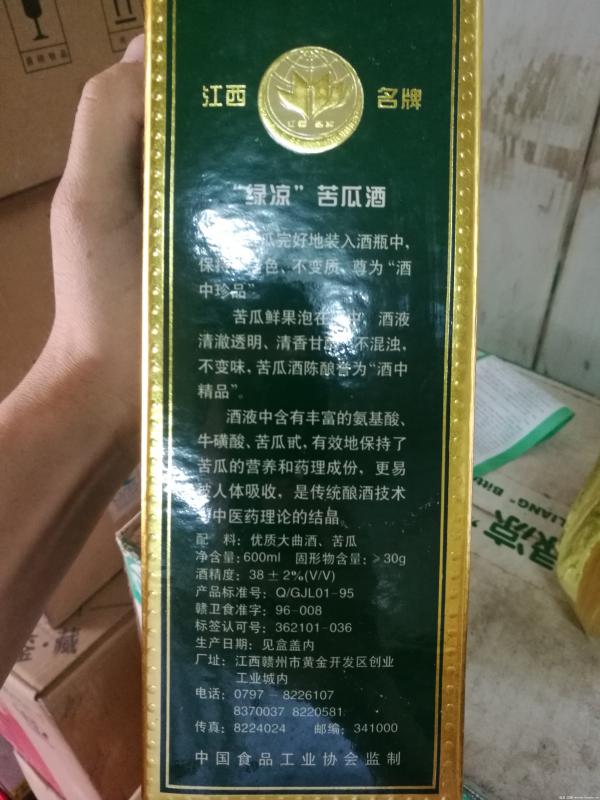 江西 名牌
“绿凉”苦瓜酒
瓜完好地装入酒瓶中,
保持 色、不变质、尊为“酒
中珍品”
苦瓜鲜果泡在 中,酒液
清澈透明、清香甘 不混浊,
不变味,苦瓜酒陈酿誉为“酒中
精品”。
酒液中含有丰富的氨基酸、
牛磺酸、苦瓜甙,有效地保持了
苦瓜的营养和药理成份,更易
被人体吸收,是传统酿酒技术
与中医药理论的结晶。
配 料:优质大曲酒、苦瓜
净含量:600ml 固形物含量:>30g
酒精度:38±2%(V/V)
产品标准号:Q/GJL01-95
赣卫食准字:96-008
标签认可号:362101-036
生产日期:见盒盖内
厂址:江西赣州市黄金开发区创业
工业城内
电话:0797-8226107
8370037 8220581
传真:8224024 邮编:341000
中国食品工业协会监制
绿凉”
LIANG" Bitt
藏